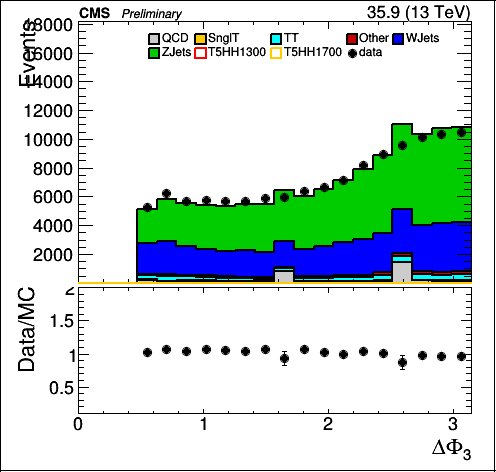 CMS Preliminary 35.9 (13 TeV)
QCD SnglT TT Other WJets
ZJets T5HH1300 T5HH1700 data
Events
18000
16000
14000
12000
10000
8000
6000
4000
2000
Data/MC
2
1.5
1
0.5
0 1 2 3
ΔΦ3